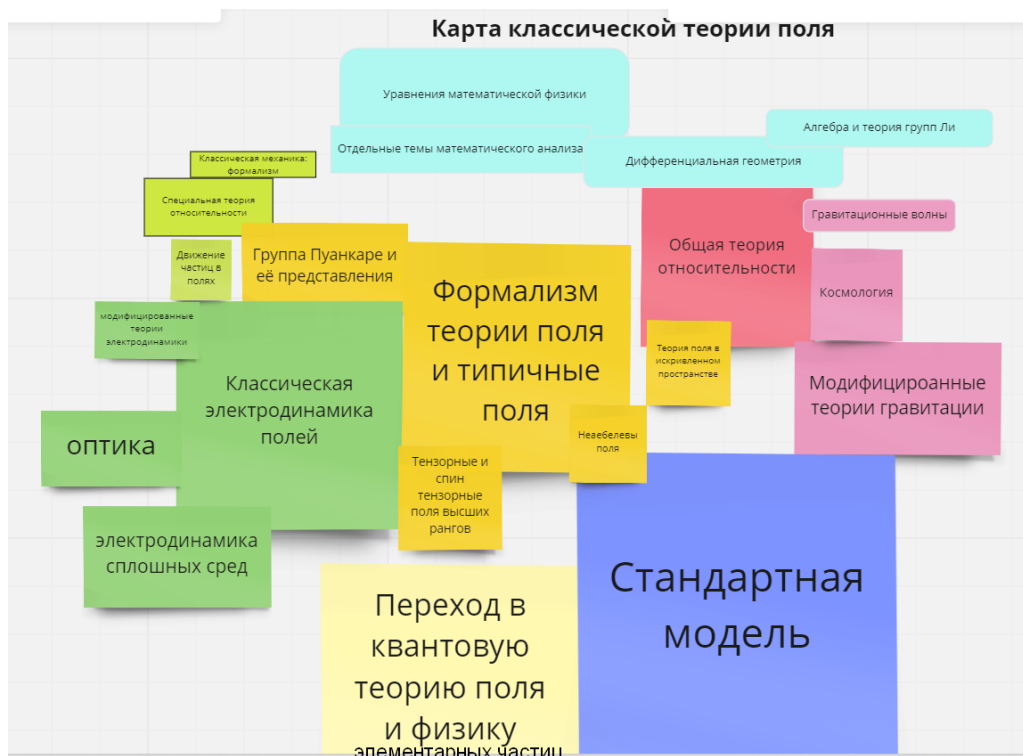 Карта классической теории поля
Уравнения математической физики
Отдельные темы математического анализа
Алгебра и теория групп Ли
Дифференциальная геометрия
Классическая механика:
формализм
Специальная теория
относительности
Движение
частиц в
полях
Группа Пуанкаре и
её представления
модифицированные
теории
электродинамики
Классическая
электродинамика
полей
оптика
электродинамика
сплошных сред
Формализм
теории поля
и типичные
поля
Тензорные и
спин
тензорные
поля высших
рангов
Неаебелевы
поля
Общая теория
относительности
Теория поля в
искривленном
пространстве
Гравитационные волны
Космология
Модифицироанные
теории гравитации
Переход в
квантовую
теорию поля
и физику
элементарных частиц
Стандартная
модель